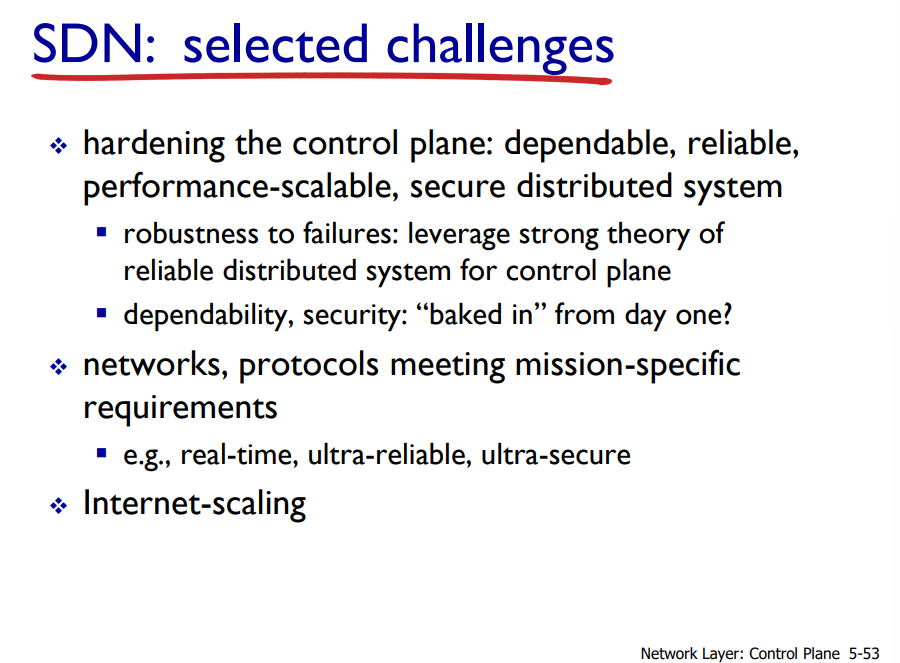 SDN: selected challenges
hardening the control plane: dependable, reliable,
performance-scalable, secure distributed system
robustness to failures: leverage strong theory of
reliable distributed system for control plane
dependability, security: “baked in” from day one?
networks, protocols meeting mission-specific
requirements
e.g., real-time, ultra-reliable, ultra-secure
Internet-scaling
Network Layer: Control Plane 5-53